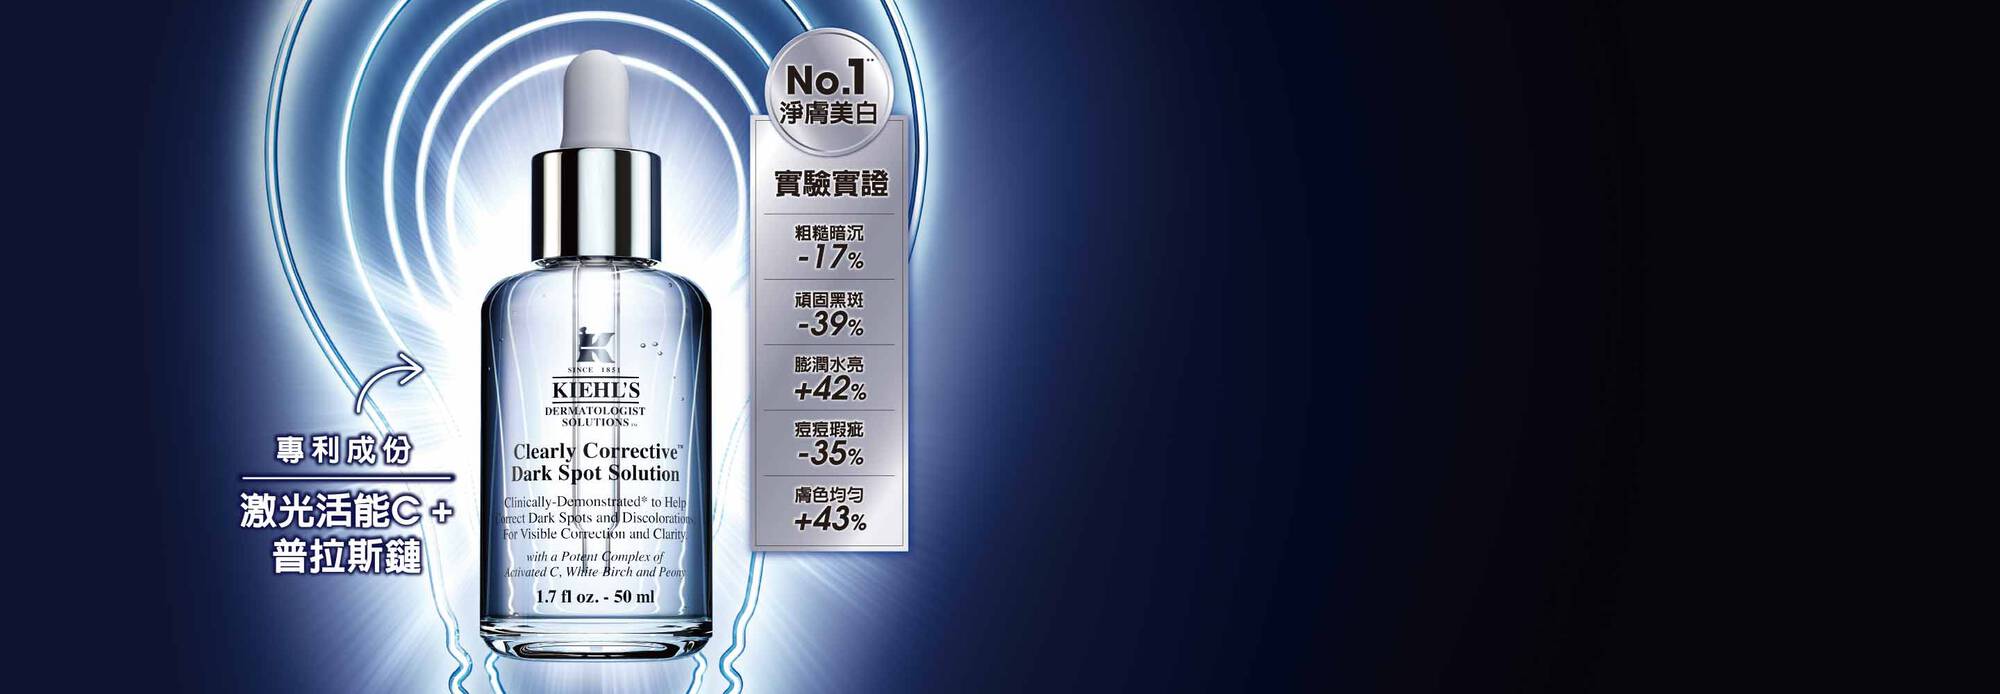 No.1**
淨膚美白
實驗實證
粗糙暗沉
-17%
頑固黑斑
-39%
膨潤水亮
+42%
痘痘瑕疵
-35%
膚色均勻
+43%
專利成份
激光活能C +
普拉斯鏈
K
SINCE 1851
KIEHL'S
DERMATOLOGIST
SOLUTIONS™
Clearly Corrective™
Dark Spot Solution
Clinically-Demonstrated* to Help
Correct Dark Spots and Discolorations
For Visible Correction and Clarity.
with a Potent Complex of
Activated C, White Birch and Peony
1.7 fl oz. - 50 ml